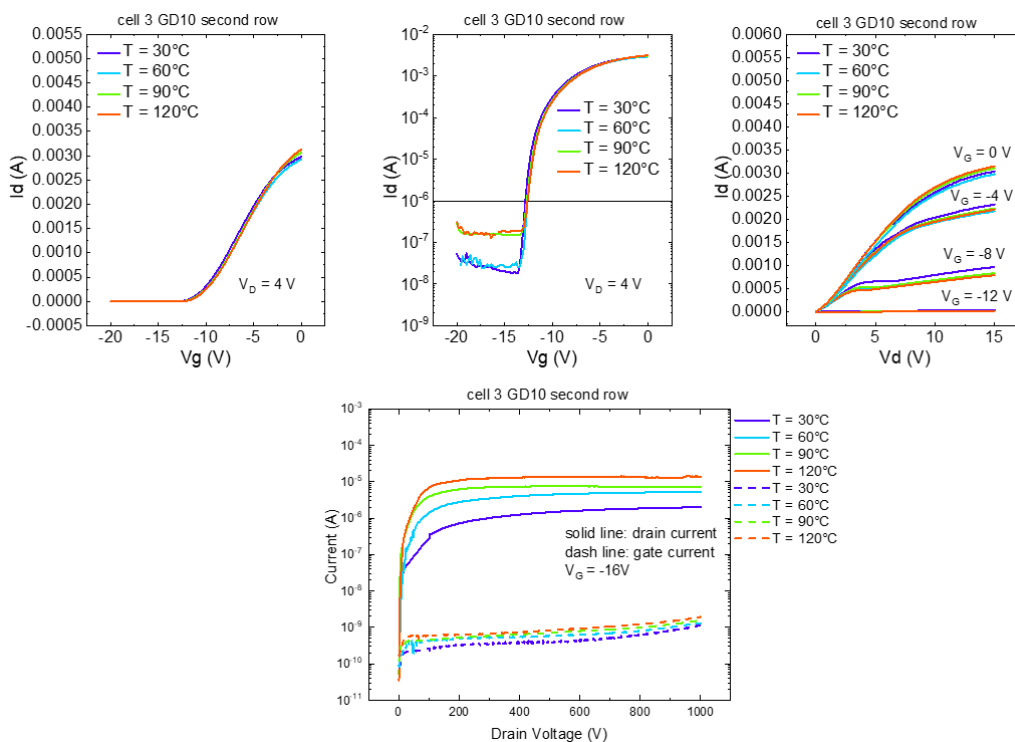 cell 3 GD10 second row
0.0055
0.0050
0.0045
0.0040
0.0035
0.0030
0.0025
0.0020
0.0015
0.0010
0.0005
0.0000
-0.0005
Id (A)
T = 30°C
T = 60°C
T = 90°C
T = 120°C
V_D = 4 V
-20 -15 -10 -5 0
Vg (V)
cell 3 GD10 second row
10⁻²
10⁻³
10⁻⁴
10⁻⁵
10⁻⁶
10⁻⁷
10⁻⁸
10⁻⁹
Id (A)
T = 30°C
T = 60°C
T = 90°C
T = 120°C
V_D = 4 V
-20 -15 -10 -5 0
Vg (V)
cell 3 GD10 second row
0.0060
0.0055
0.0050
0.0045
0.0040
0.0035
0.0030
0.0025
0.0020
0.0015
0.0010
0.0005
0.0000
Id (A)
T = 30°C
T = 60°C
T = 90°C
T = 120°C
V_G = 0 V
V_G = -4 V
V_G = -8 V
V_G = -12 V
0 5 10 15
Vd (V)
cell 3 GD10 second row
10⁻³
10⁻⁴
10⁻⁵
10⁻⁶
10⁻⁷
10⁻⁸
10⁻⁹
10⁻¹⁰
10⁻¹¹
Current (A)
solid line: drain current
dash line: gate current
V_G = -16V
0 200 400 600 800 1000
Drain Voltage (V)
T = 30°C
T = 60°C
T = 90°C
T = 120°C
T = 30°C
T = 60°C
T = 90°C
T = 120°C